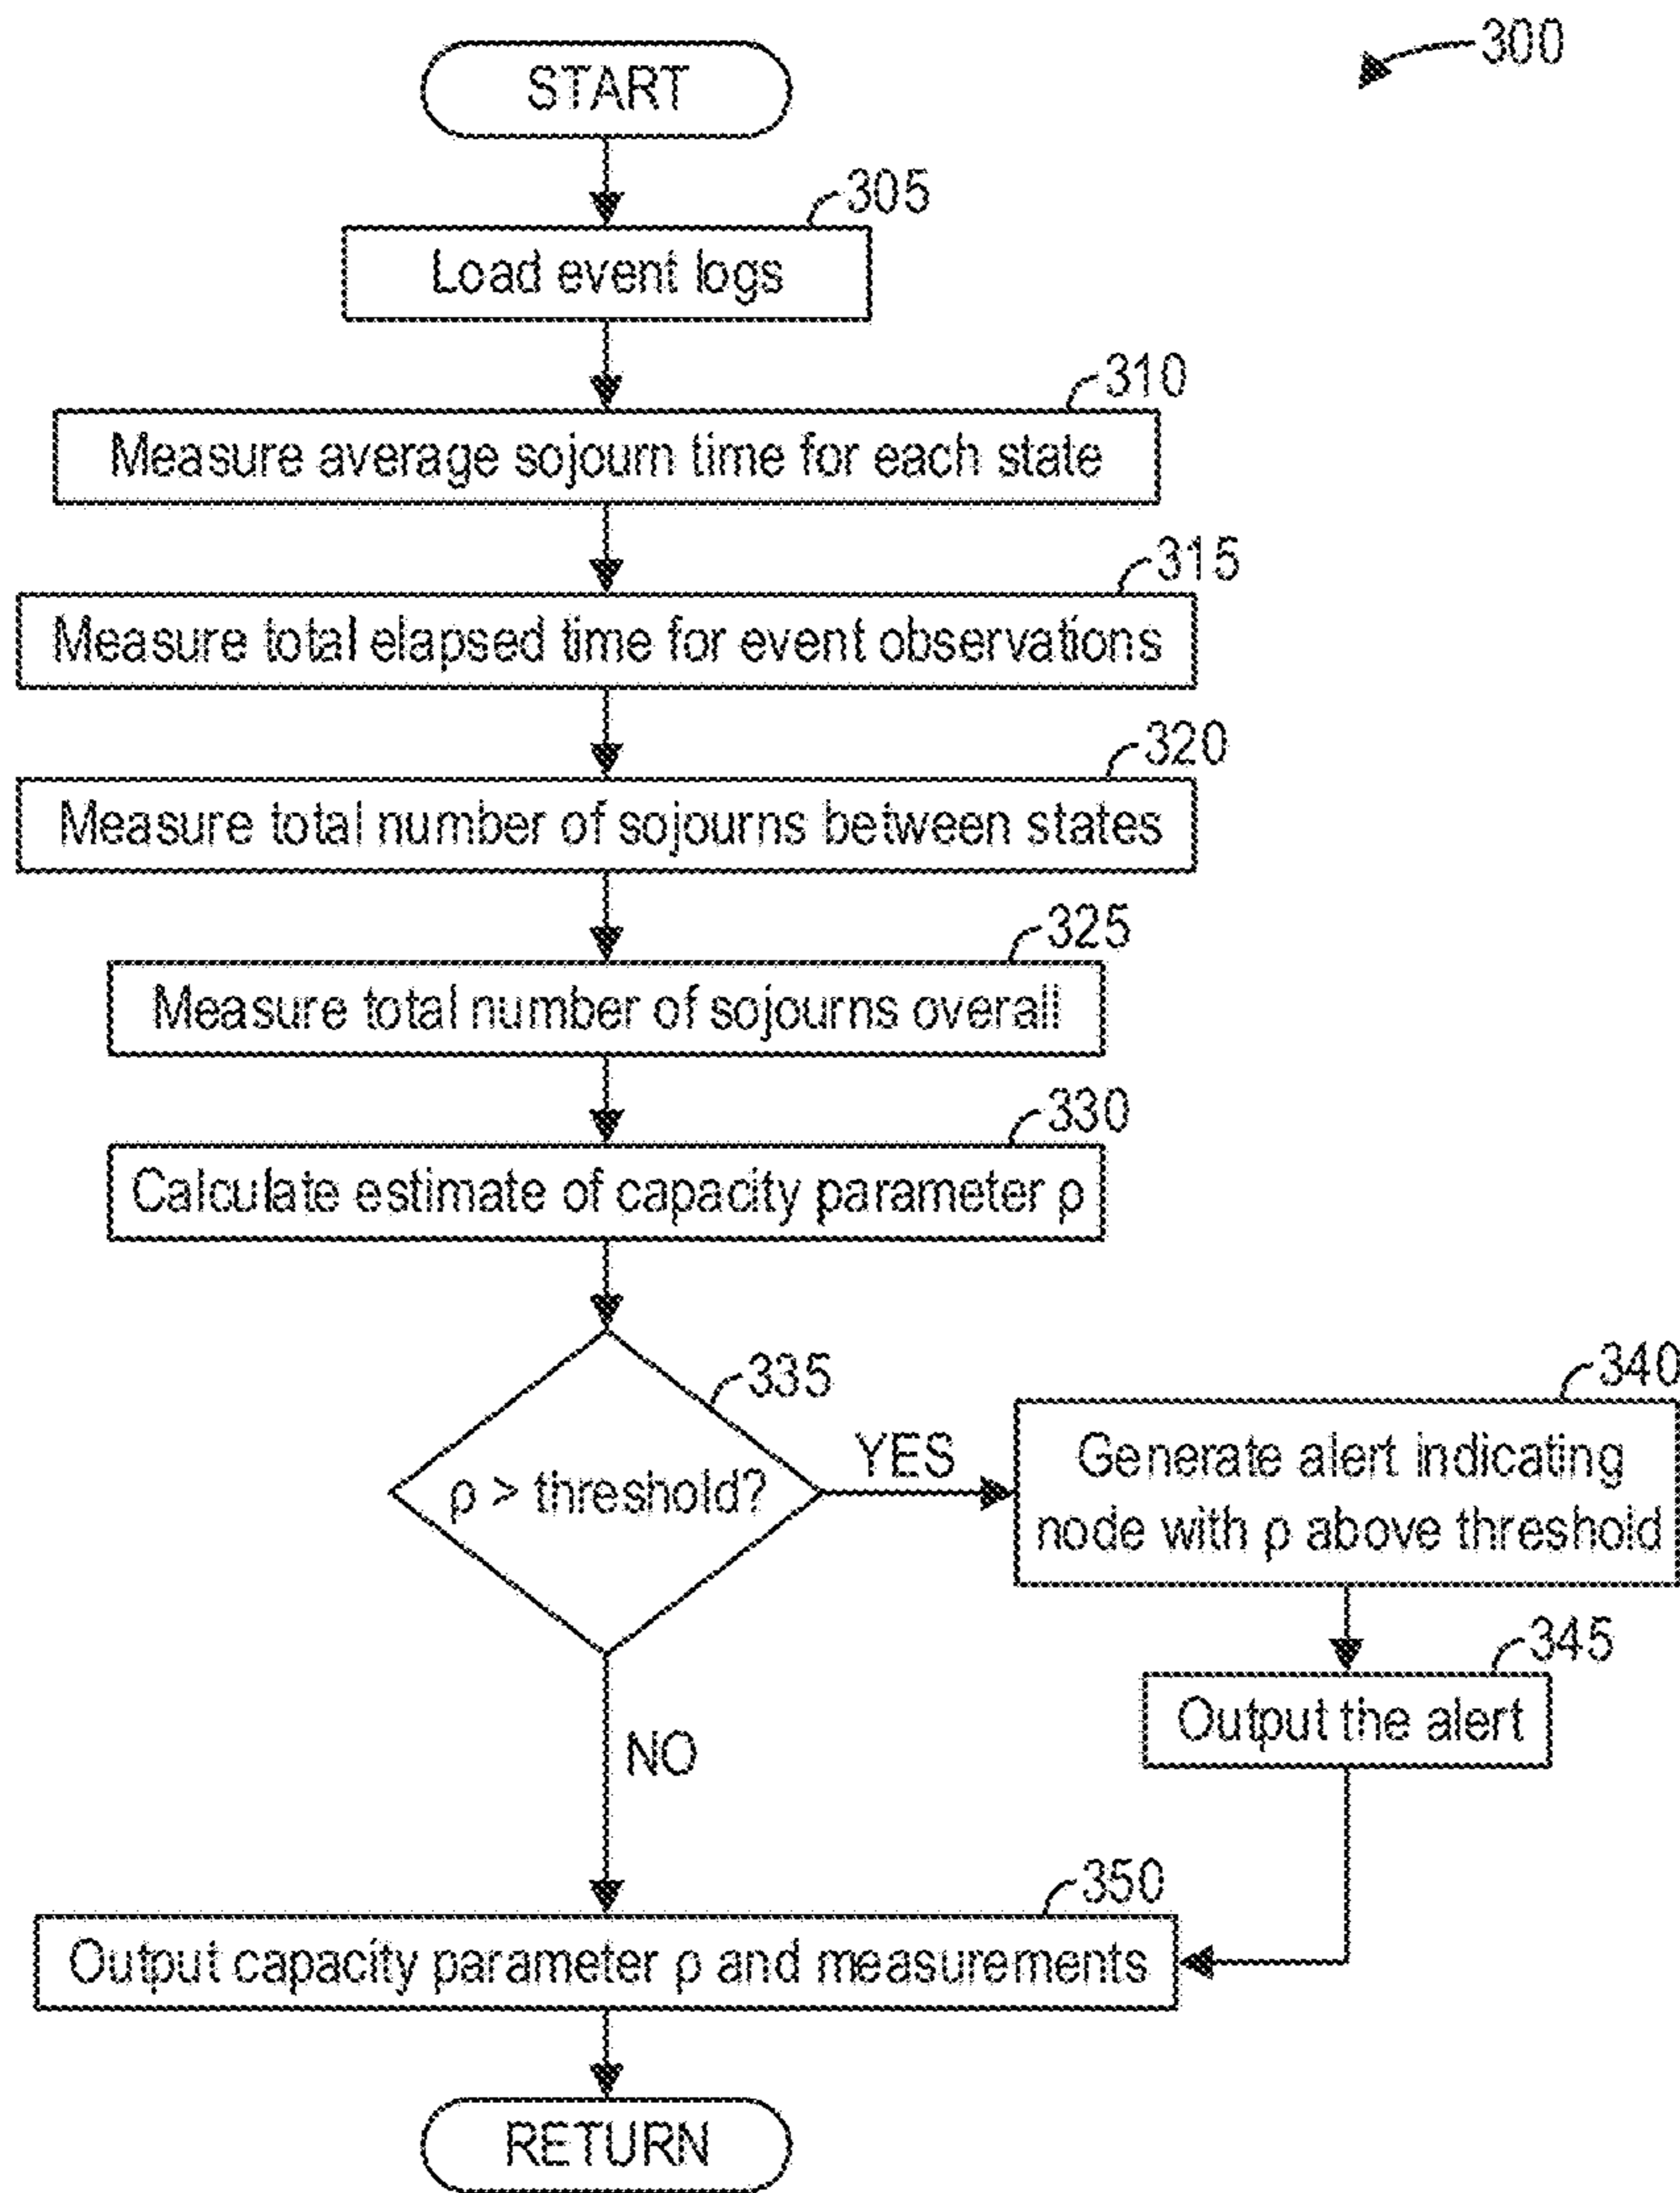 300
START
305
Load event logs
310
Measure average sojourn time for each state
315
Measure total elapsed time for event observations
320
Measure total number of sojourns between states
325
Measure total number of sojourns overall
330
Calculate estimate of capacity parameter ρ
335
ρ > threshold?
YES
340
Generate alert indicating
node with ρ above threshold
345
Output the alert
NO
350
Output capacity parameter ρ and measurements
RETURN